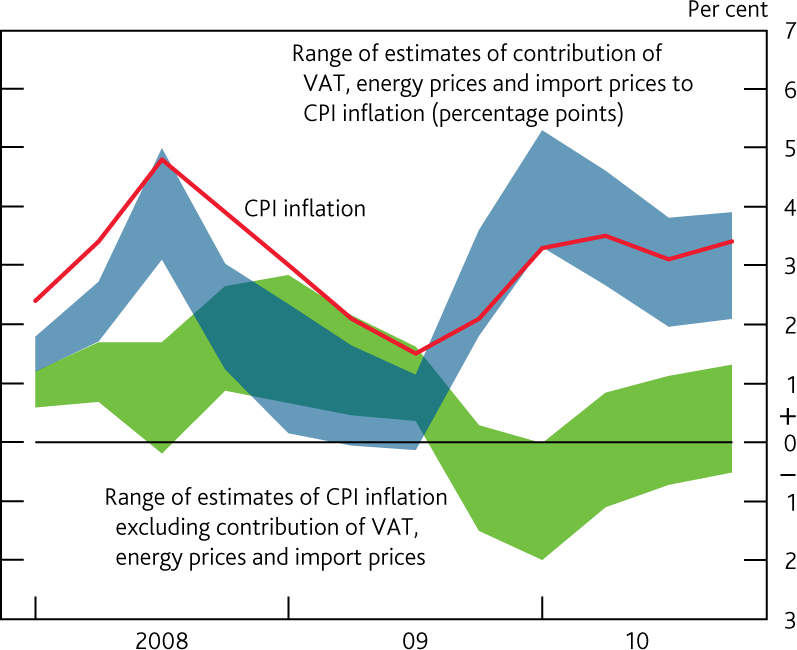 Per cent
Range of estimates of contribution of
VAT, energy prices and import prices to
CPI inflation (percentage points)
CPI inflation
Range of estimates of CPI inflation
excluding contribution of VAT,
energy prices and import prices
7
6
5
4
3
2
1
+
0
–
1
2
3
2008
09
10